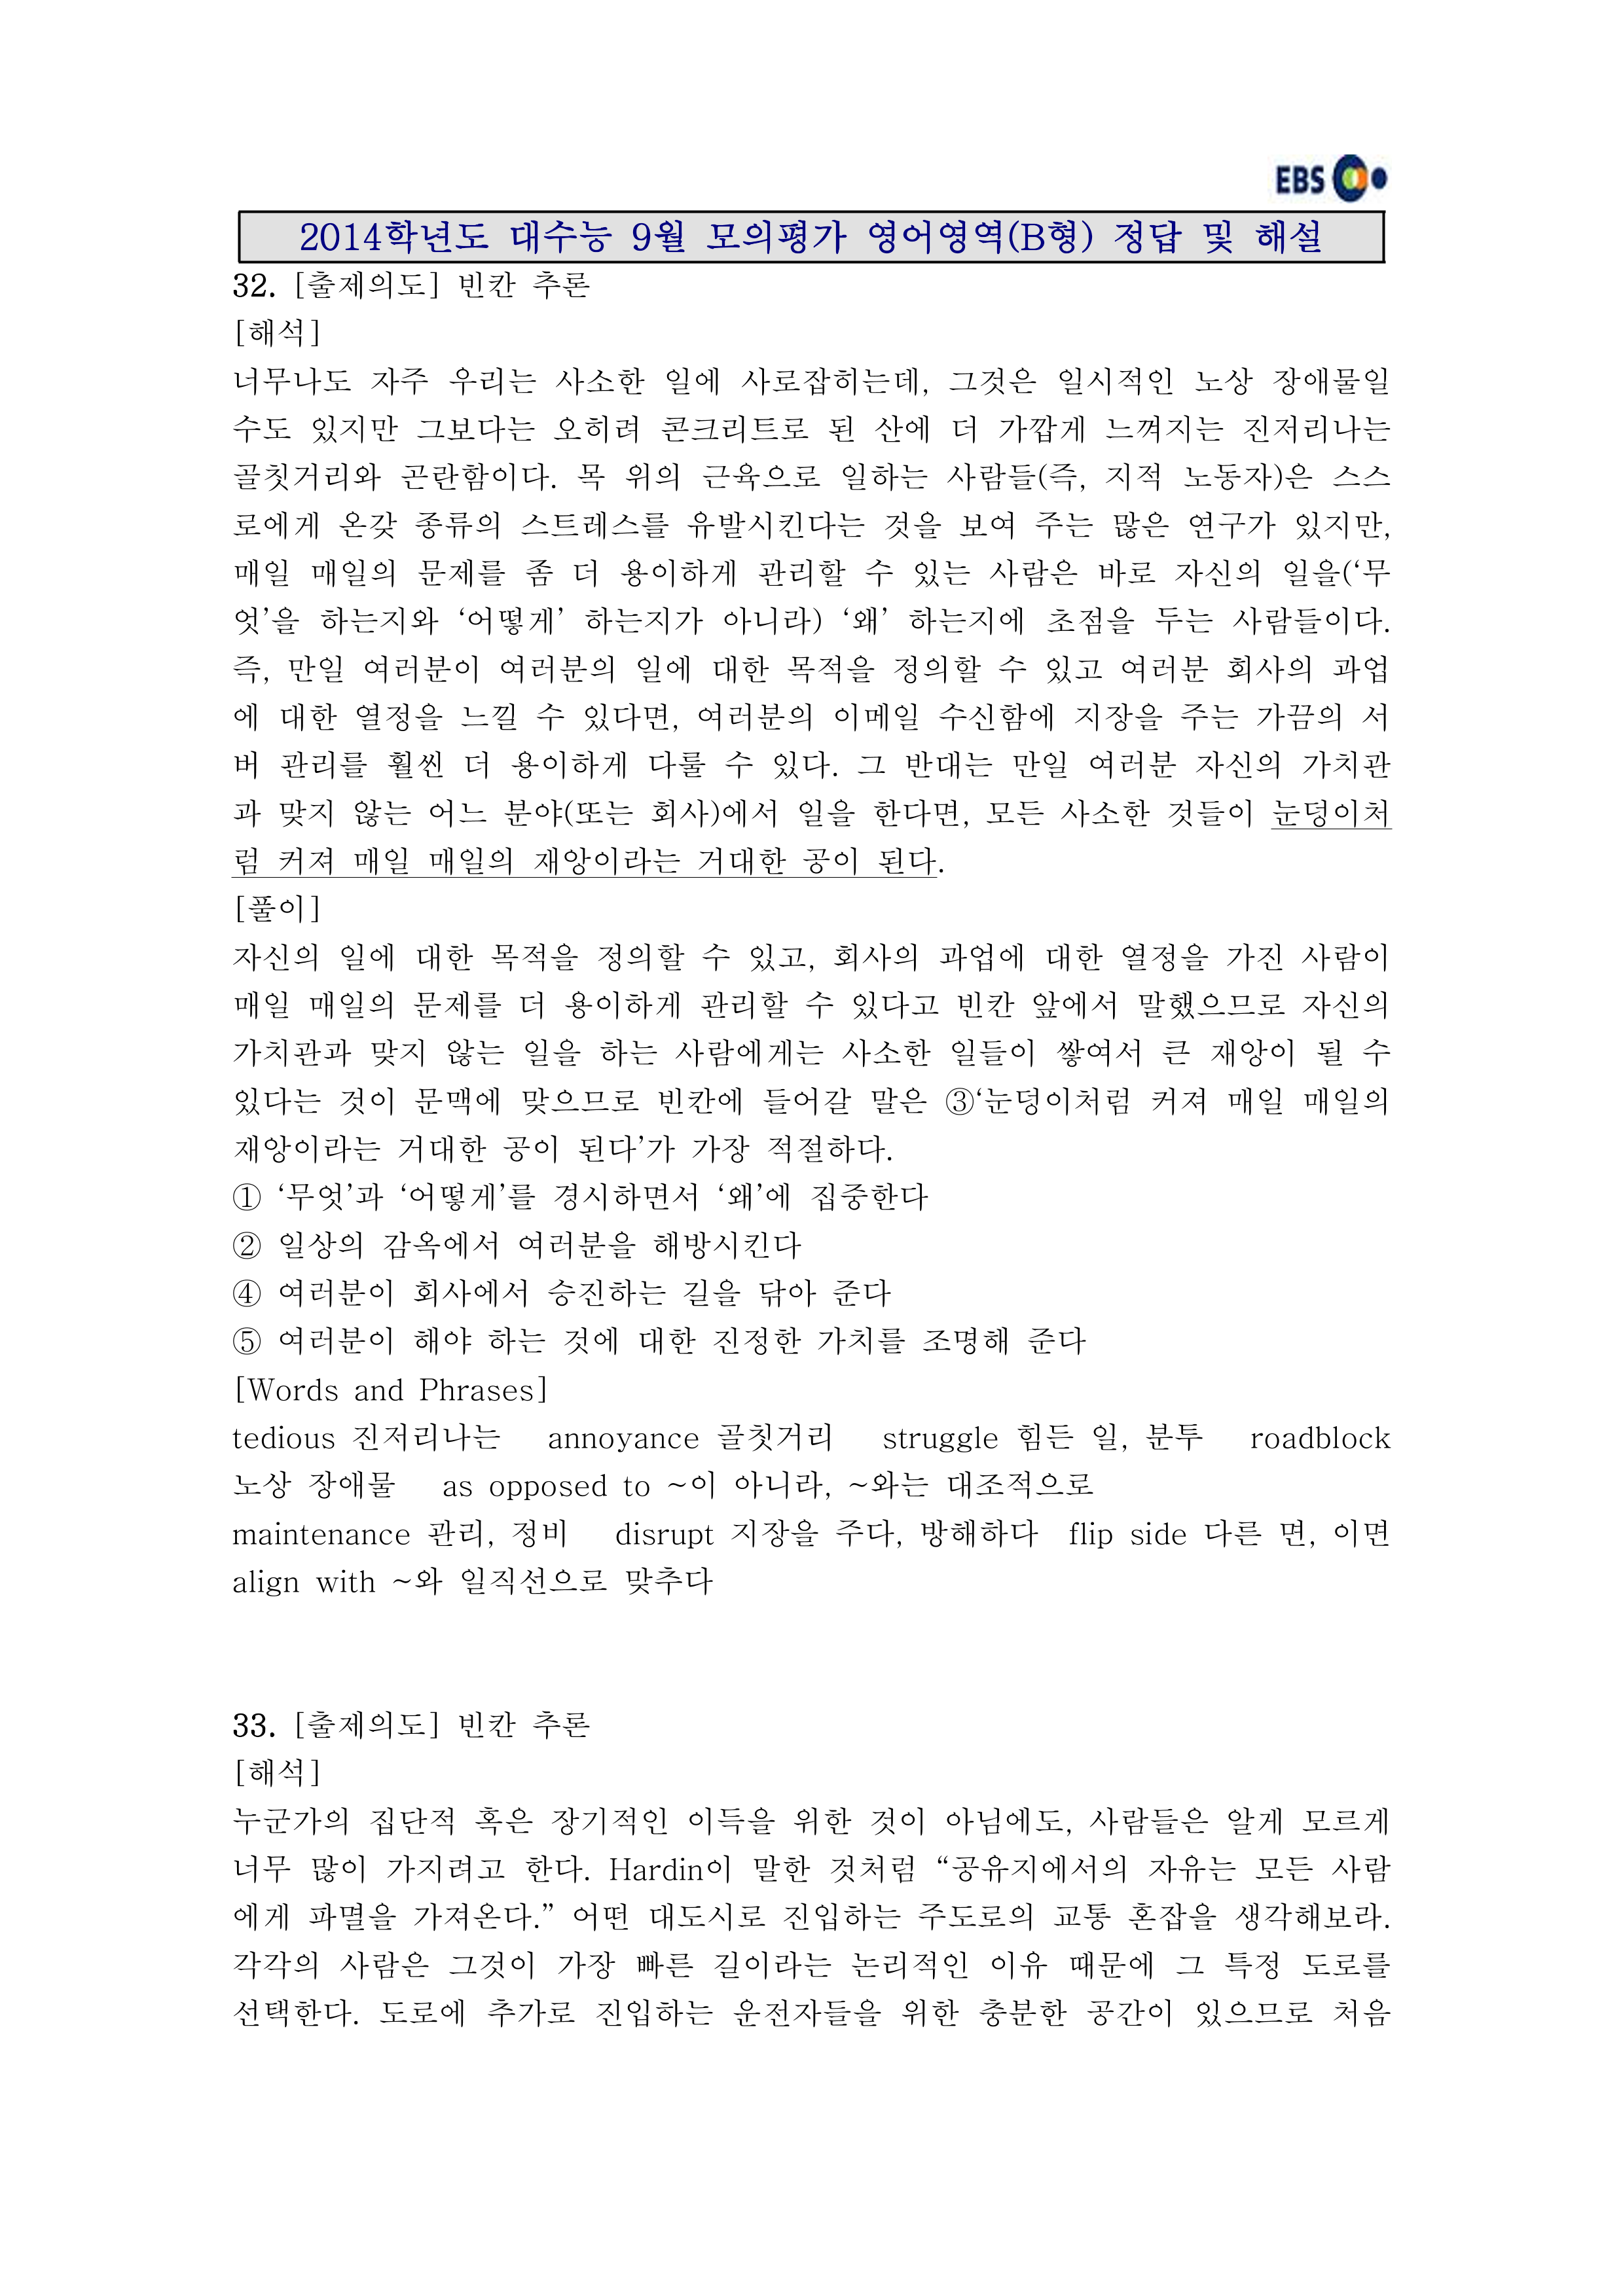 EBS
2014학년도 대수능 9월 모의평가 영어영역(B형) 정답 및 해설
32. [출제의도] 빈칸 추론
[해석]
너무나도 자주 우리는 사소한 일에 사로잡히는데, 그것은 일시적인 노상 장애물일
수도 있지만 그보다는 오히려 콘크리트로 된 산에 더 가깝게 느껴지는 진저리나는
골칫거리와 곤란함이다. 목 위의 근육으로 일하는 사람들(즉, 지적 노동자)은 스스
로에게 온갖 종류의 스트레스를 유발시킨다는 것을 보여 주는 많은 연구가 있지만,
매일 매일의 문제를 좀 더 용이하게 관리할 수 있는 사람은 바로 자신의 일을(‘무
엇’을 하는지와 ‘어떻게’ 하는지가 아니라) ‘왜’ 하는지에 초점을 두는 사람들이다.
즉, 만일 여러분이 여러분의 일에 대한 목적을 정의할 수 있고 여러분 회사의 과업
에 대한 열정을 느낄 수 있다면, 여러분의 이메일 수신함에 지장을 주는 가끔의 서
버 관리를 훨씬 더 용이하게 다룰 수 있다. 그 반대는 만일 여러분 자신의 가치관
과 맞지 않는 어느 분야(또는 회사)에서 일을 한다면, 모든 사소한 것들이 눈덩이처
럼 커져 매일 매일의 재앙이라는 거대한 공이 된다.
[풀이]
자신의 일에 대한 목적을 정의할 수 있고, 회사의 과업에 대한 열정을 가진 사람이
매일 매일의 문제를 더 용이하게 관리할 수 있다고 빈칸 앞에서 말했으므로 자신의
가치관과 맞지 않는 일을 하는 사람에게는 사소한 일들이 쌓여서 큰 재앙이 될 수
있다는 것이 문맥에 맞으므로 빈칸에 들어갈 말은 ③‘눈덩이처럼 커져 매일 매일의
재앙이라는 거대한 공이 된다’가 가장 적절하다.
① ‘무엇’과 ‘어떻게’를 경시하면서 ‘왜’에 집중한다
② 일상의 감옥에서 여러분을 해방시킨다
④ 여러분이 회사에서 승진하는 길을 닦아 준다
⑤ 여러분이 해야 하는 것에 대한 진정한 가치를 조명해 준다
[Words and Phrases]
tedious 진저리나는 annoyance 골칫거리 struggle 힘든 일, 분투 roadblock
노상 장애물 as opposed to ~이 아니라, ~와는 대조적으로
maintenance 관리, 정비 disrupt 지장을 주다, 방해하다 flip side 다른 면, 이면
align with ~와 일직선으로 맞추다
33. [출제의도] 빈칸 추론
[해석]
누군가의 집단적 혹은 장기적인 이득을 위한 것이 아님에도, 사람들은 알게 모르게
너무 많이 가지려고 한다. Hardin이 말한 것처럼 “공유지에서의 자유는 모든 사람
에게 파멸을 가져온다.” 어떤 대도시로 진입하는 주도로의 교통 혼잡을 생각해보라.
각각의 사람은 그것이 가장 빠른 길이라는 논리적인 이유 때문에 그 특정 도로를
선택한다. 도로에 추가로 진입하는 운전자들을 위한 충분한 공간이 있으므로 처음